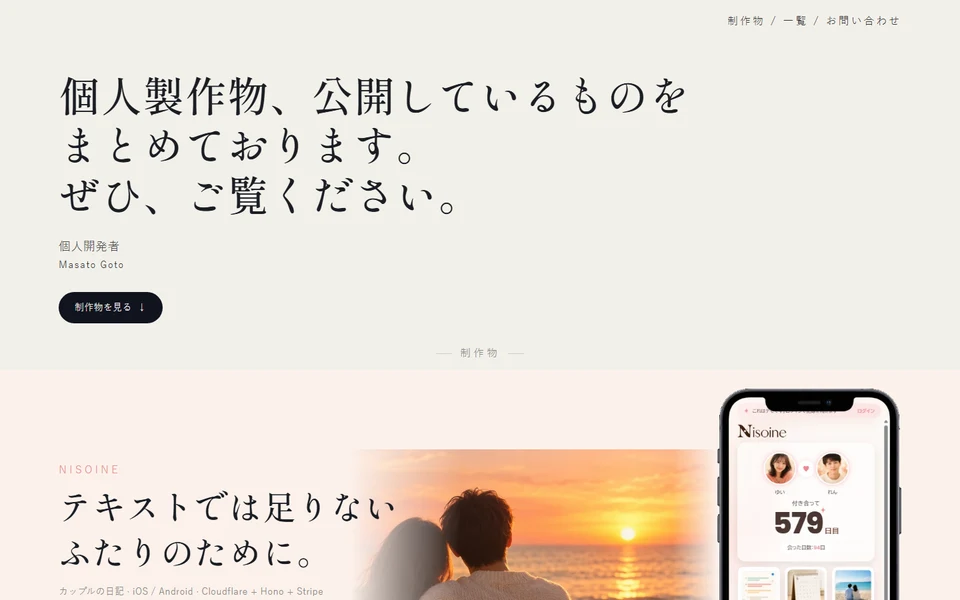 制作物 / 一覧 / お問い合わせ
個人製作物、公開しているものを
まとめております。
ぜひ、ご覧ください。
個人開発者
Masato Goto
制作物を見る ↓
制作物
NISOINE
テキストでは足りない
ふたりのために。
カップルの日記 · iOS / Android · Cloudflare + Hono + Stripe
ログイン
Nisoine
ゆい
れん
付き合って
579日目
会った日数:98日